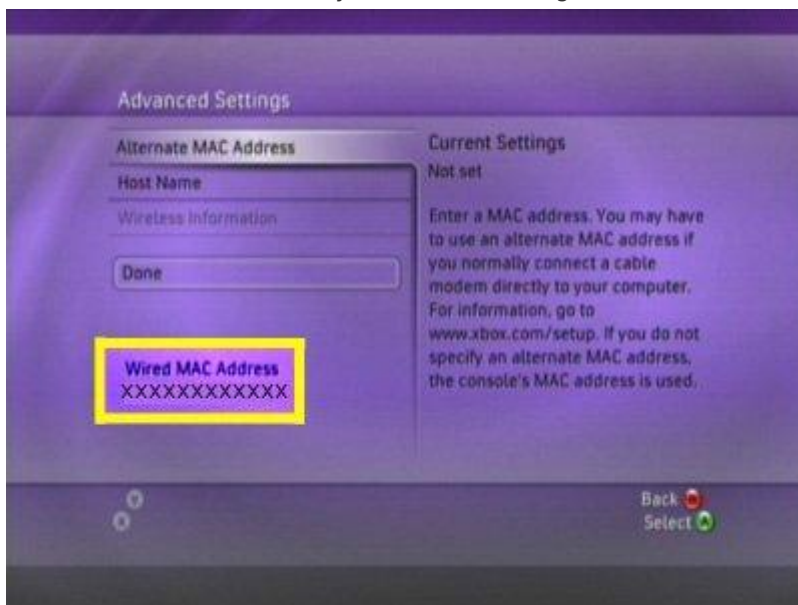 Advanced Settings
Alternate MAC Address
Host Name
Wireless Information
Done
Wired MAC Address
XXXXXXXXXXXX
Current Settings
Not set
Enter a MAC address. You may have
to use an alternate MAC address if
you normally connect a cable
modem directly to your computer.
For information, go to
www.xbox.com/setup. If you do not
specify an alternate MAC address,
the console's MAC address is used.
Y
X
Back B
Select A